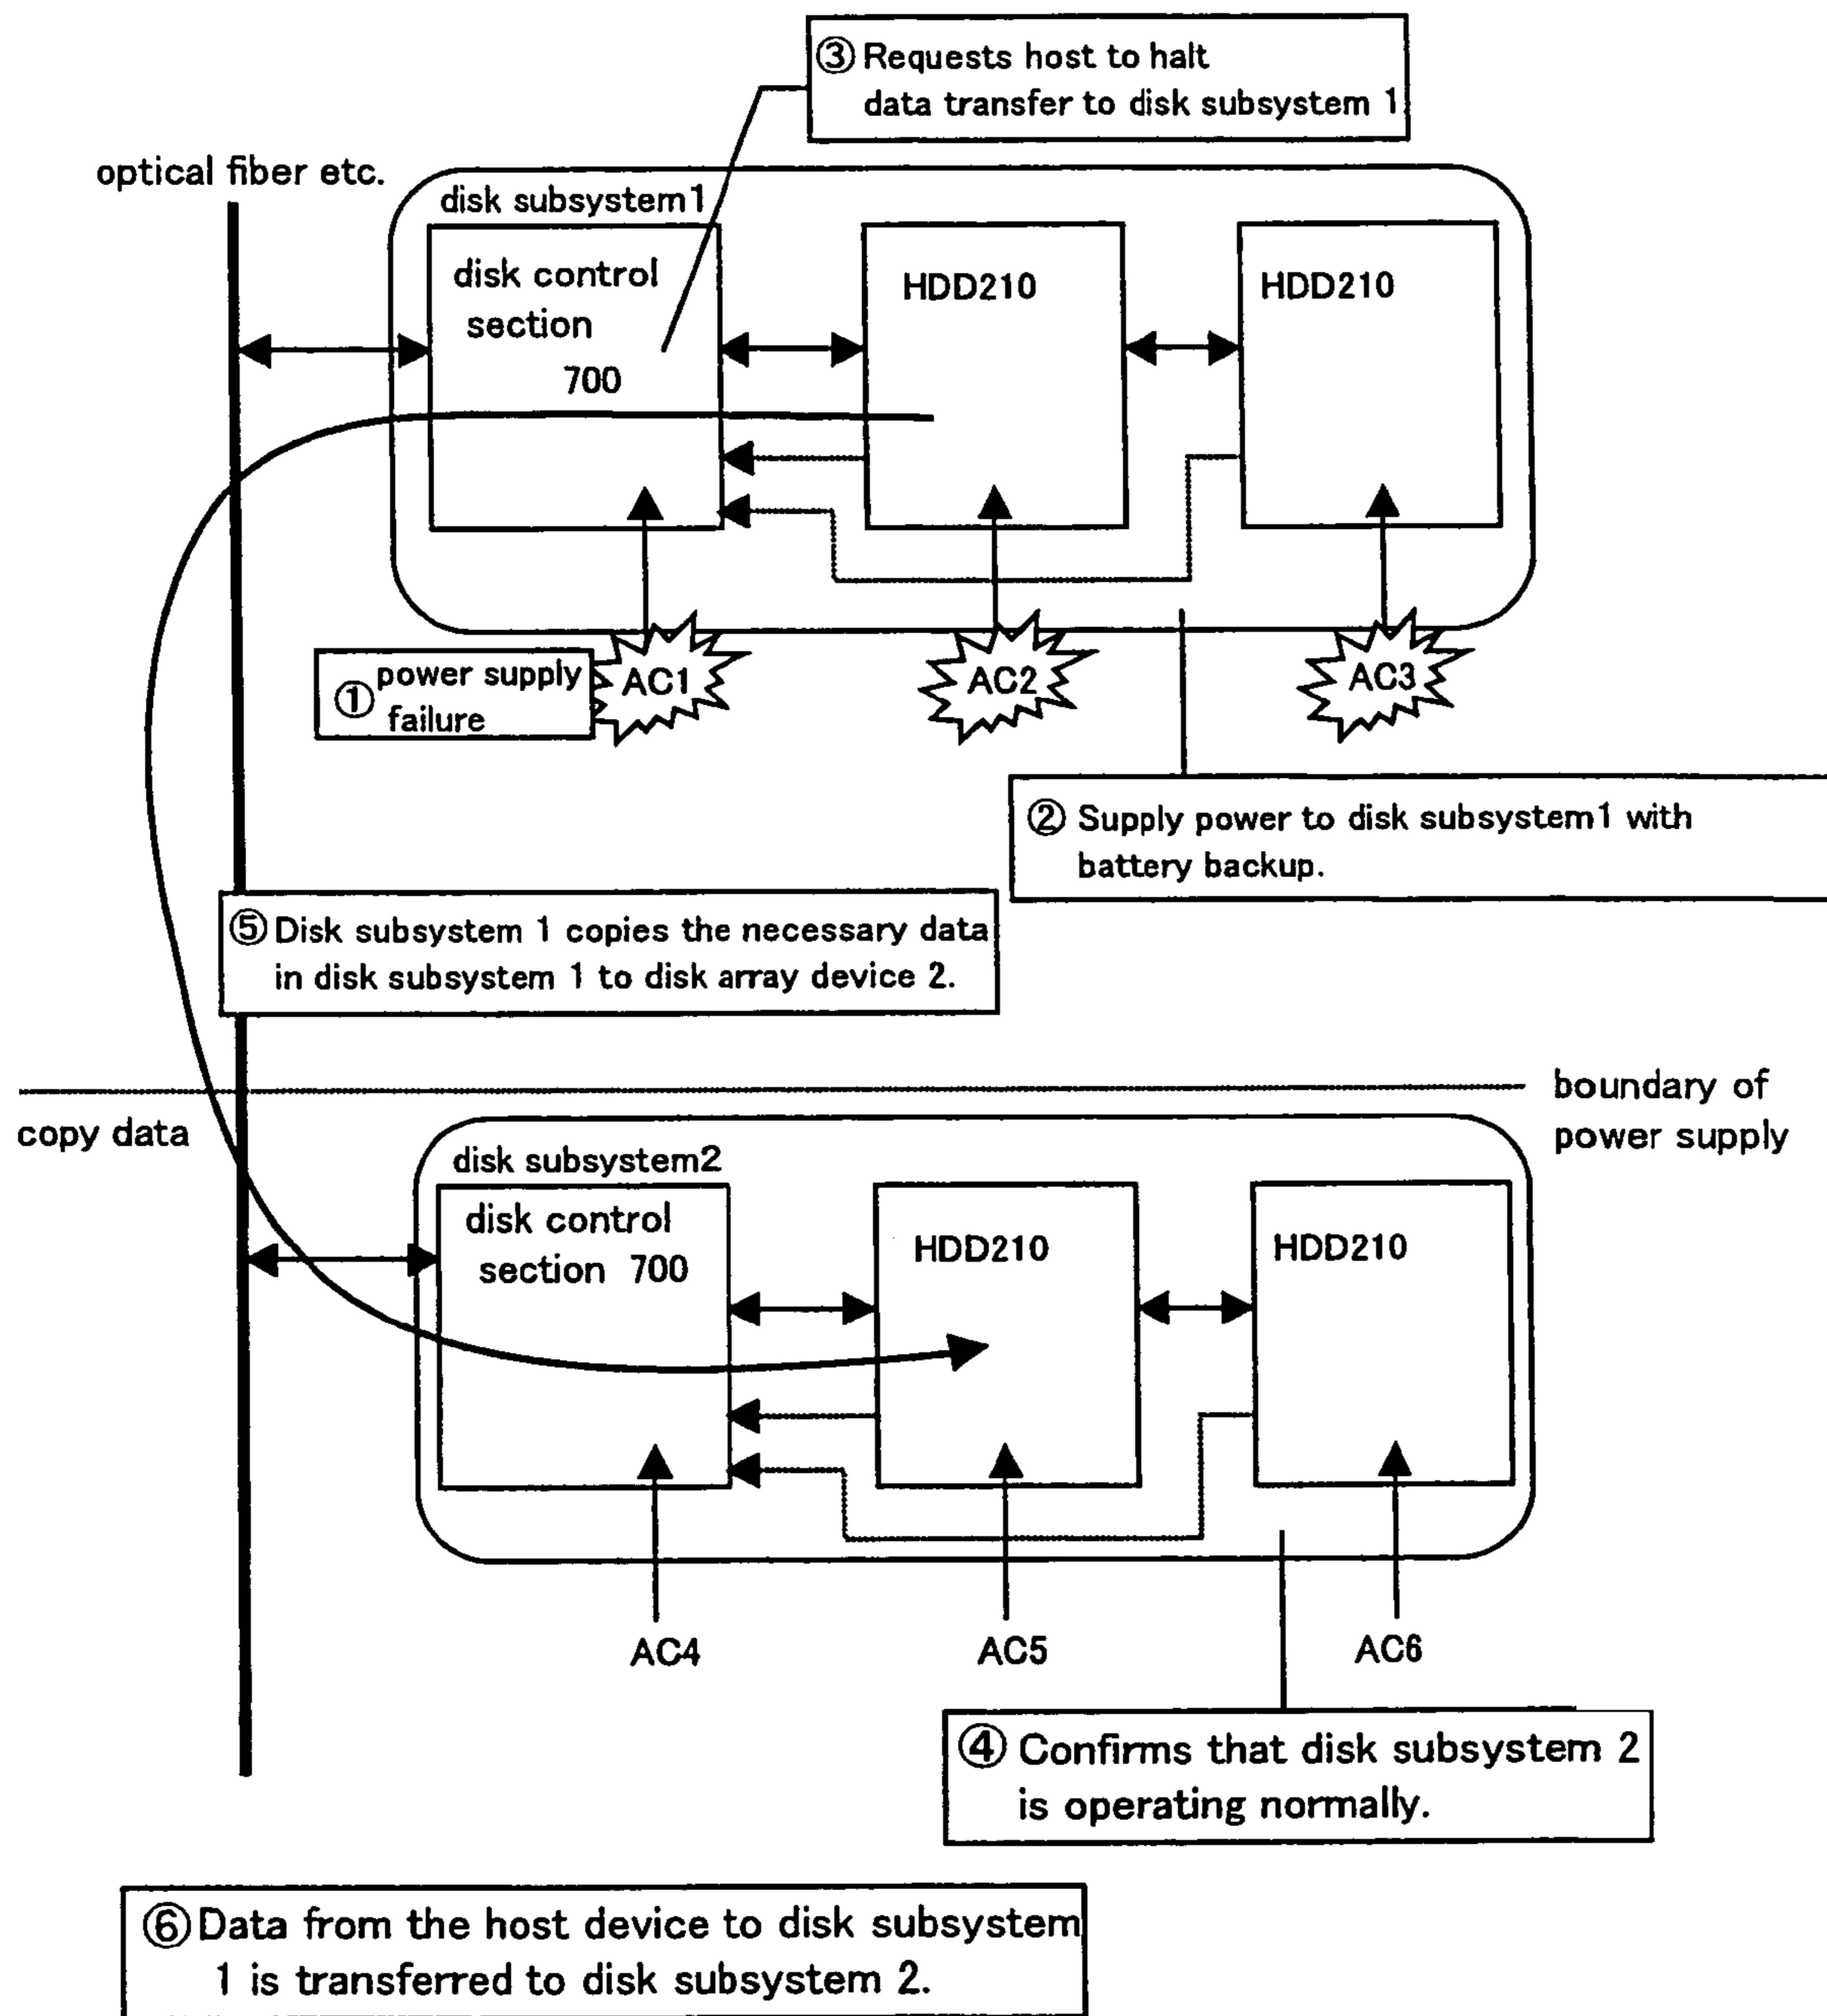 ③ Requests host to halt
data transfer to disk subsystem 1
optical fiber etc.
disk subsystem1
disk control
section
700
HDD210
HDD210
① power supply
failure
AC1
AC2
AC3
② Supply power to disk subsystem1 with
battery backup.
⑤ Disk subsystem 1 copies the necessary data
in disk subsystem 1 to disk array device 2.
boundary of
power supply
copy data
disk subsystem2
disk control
section 700
HDD210
HDD210
AC4
AC5
AC6
④ Confirms that disk subsystem 2
is operating normally.
⑥ Data from the host device to disk subsystem
1 is transferred to disk subsystem 2.